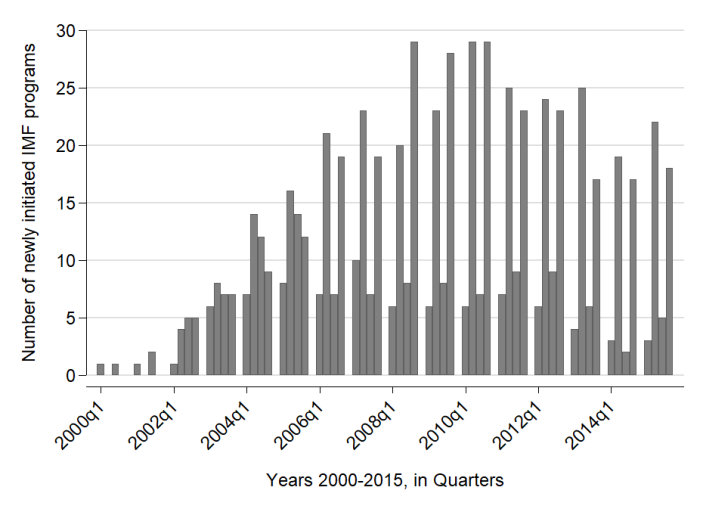 Number of newly initiated IMF programs
30
25
20
15
10
5
0
2000q1
2002q1
2004q1
2006q1
2008q1
2010q1
2012q1
2014q1
Years 2000-2015, in Quarters